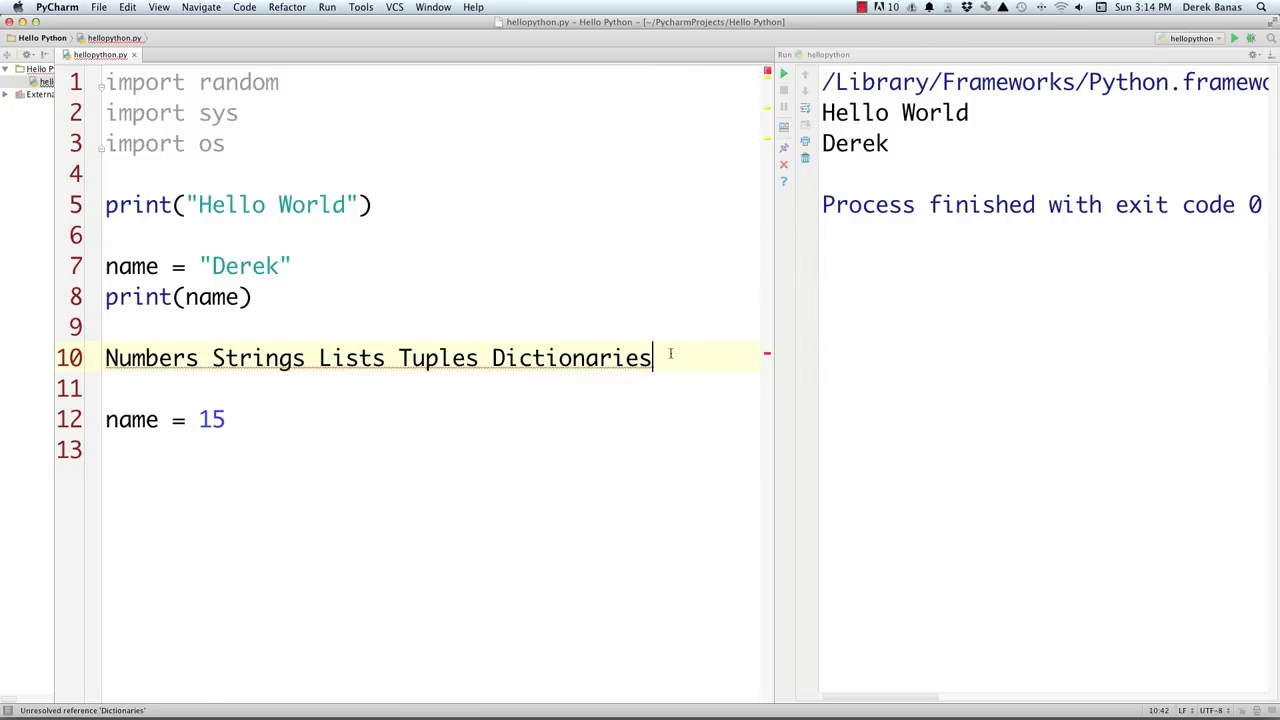 PyCharm File Edit View Navigate Code Refactor Run Tools VCS Window Help 10 Sun 3:14 PM Derek Banas
hellopython.py - Hello Python - [~/PycharmProjects/Hello Python]
Hello Python hellopython.py hellopython
hellopython.py Run hellopython
Hello P
hell
Extern
1 import random
2 import sys
3 import os
4
5 print("Hello World")
6
7 name = "Derek"
8 print(name)
9
10 Numbers Strings Lists Tuples Dictionaries
11
12 name = 15
13
/Library/Frameworks/Python.framewo
Hello World
Derek
Process finished with exit code 0
Unresolved reference 'Dictionaries' 10:42 LF UTF-8